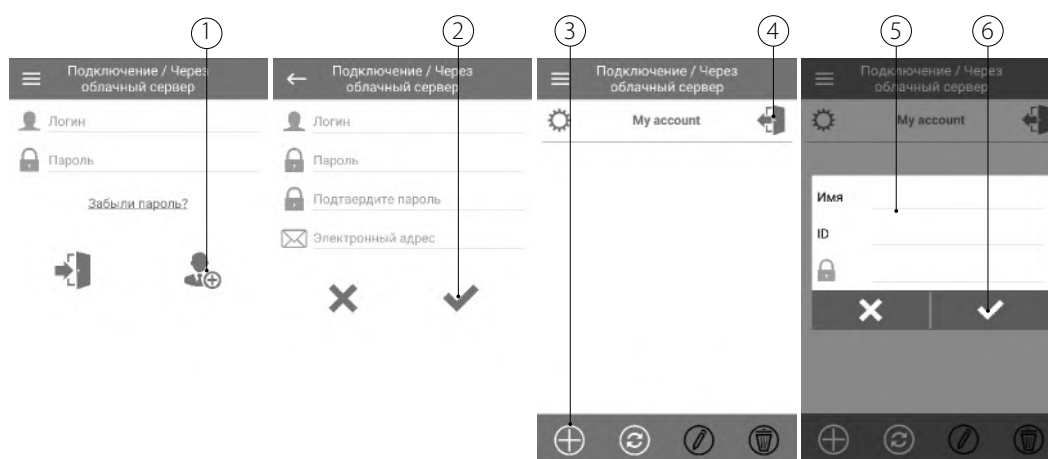 1
2
3
4
5
6
Подключение / Через
облачный сервер
Логин
Пароль
Забыли пароль?
Подключение / Через
облачный сервер
Логин
Пароль
Подтвердите пароль
Электронный адрес
Подключение / Через
облачный сервер
My account
Подключение / Через
облачный сервер
My account
Имя
ID